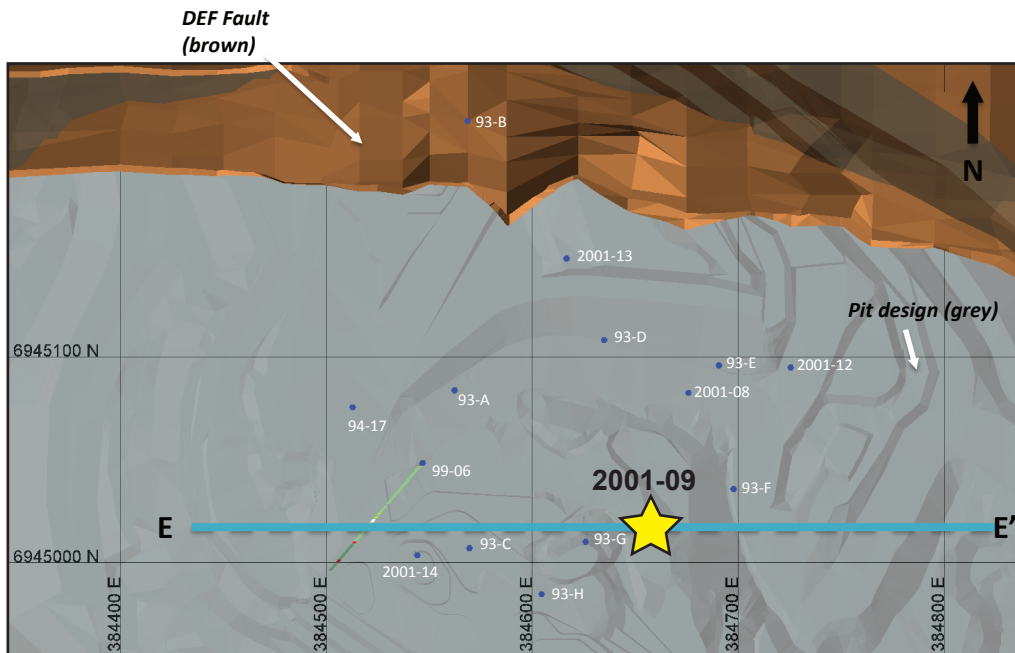 DEF Fault
(brown)
93-B
N
2001-13
Pit design (grey)
93-D
6945100 N
93-E
2001-12
93-A
2001-08
94-17
99-06
2001-09
93-F
E
E'
93-G
93-C
6945000 N
2001-14
93-H
384400 E
384500 E
384600 E
384700 E
384800 E